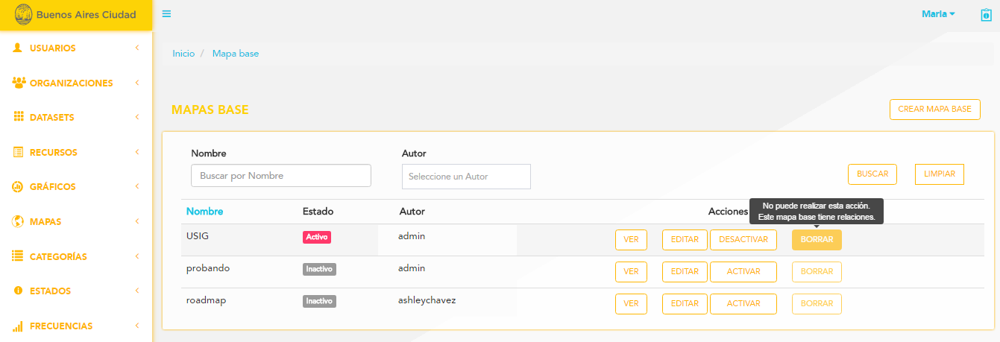 Buenos Aires Ciudad
María
USUARIOS
ORGANIZACIONES
DATASETS
RECURSOS
GRÁFICOS
MAPAS
CATEGORÍAS
ESTADOS
FRECUENCIAS
Inicio / Mapa base
MAPAS BASE
CREAR MAPA BASE
Nombre Autor
Buscar por Nombre Seleccione un Autor BUSCAR LIMPIAR
No puede realizar esta acción.
Este mapa base tiene relaciones.
Nombre Estado Autor Acciones
USIG Activo admin VER EDITAR DESACTIVAR BORRAR
probando Inactivo admin VER EDITAR ACTIVAR BORRAR
roadmap Inactivo ashleychavez VER EDITAR ACTIVAR BORRAR